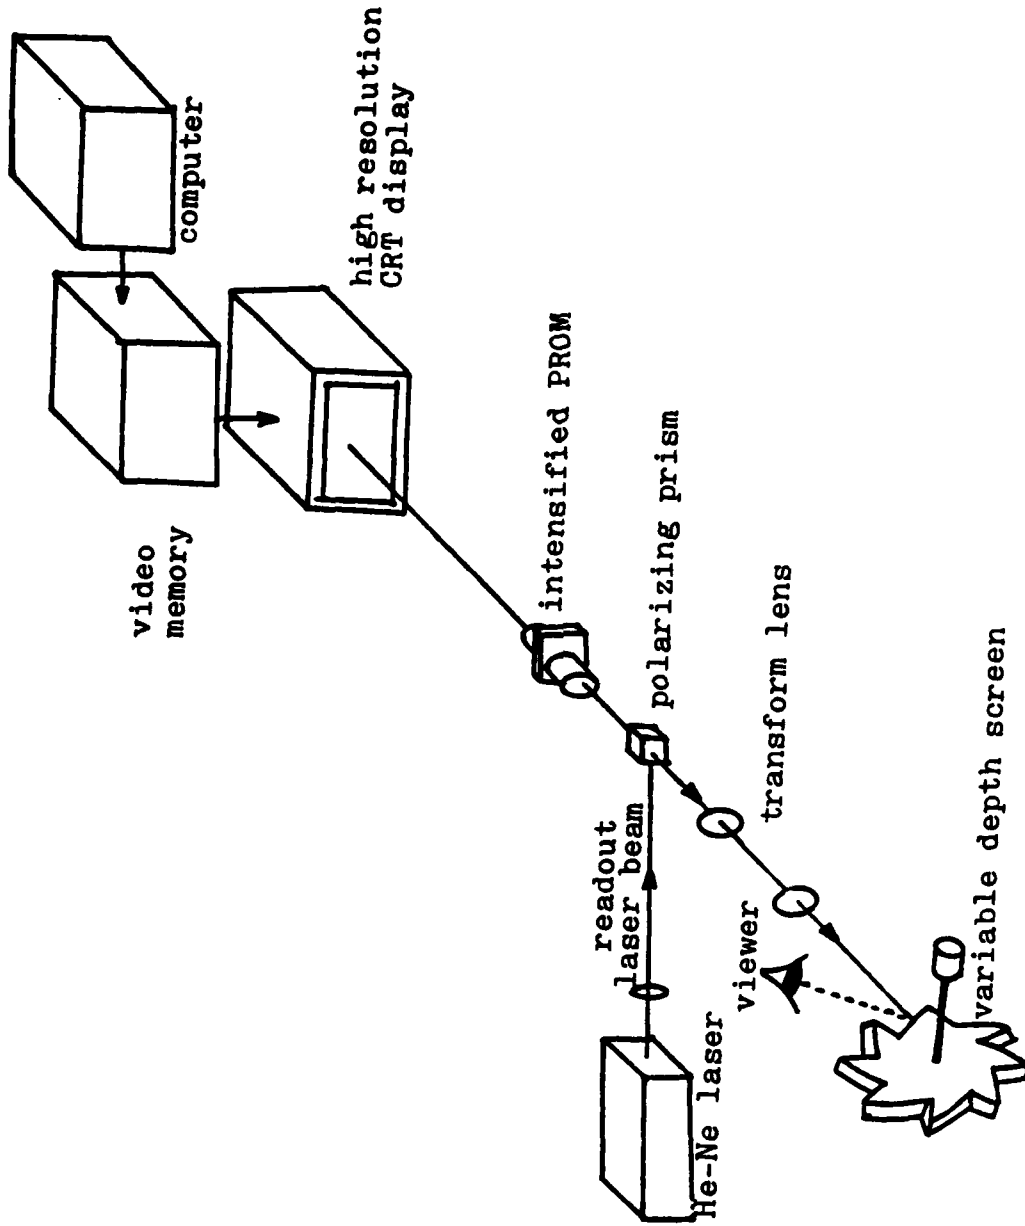 computer
video
memory
high resolution
CRT display
intensified PROM
polarizing prism
transform lens
readout
laser beam
viewer
He-Ne laser
variable depth screen